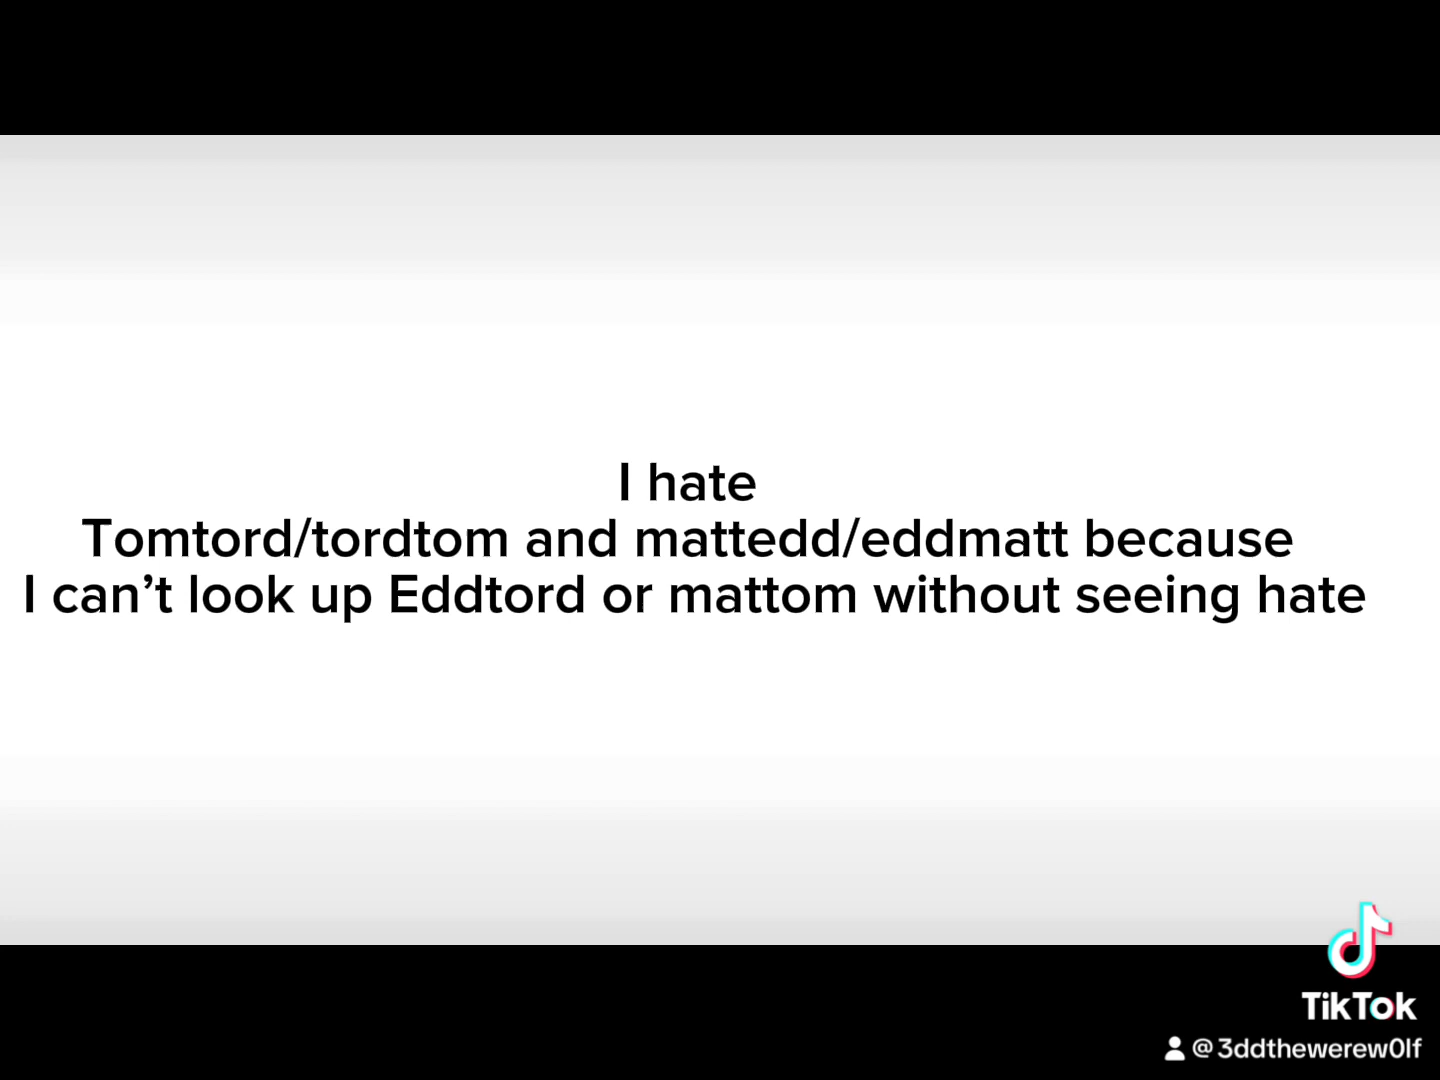 I hate
Tomtord/tordtom and mattedd/eddmatt because
I can’t look up Eddtord or mattom without seeing hate
TikTok
@3ddthewerew0lf